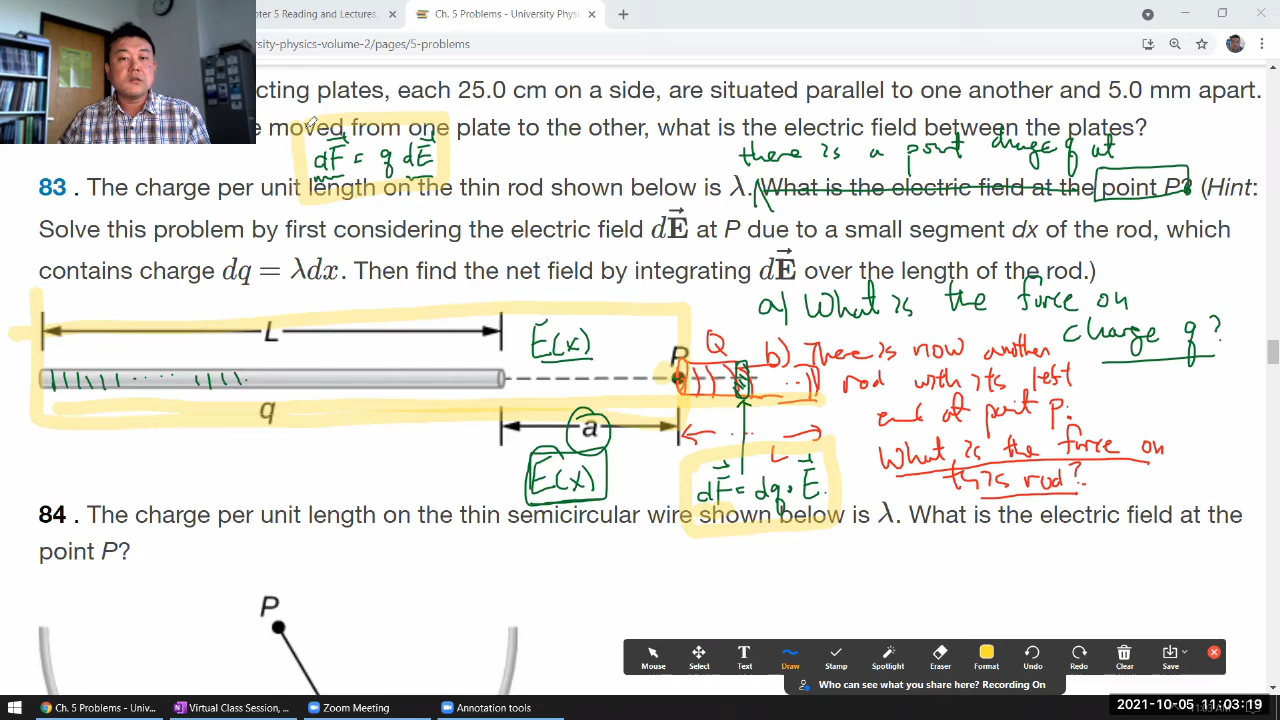 pter 5 Reading and Lectures,
Ch. 5 Problems - University Physi
rsity-physics-volume-2/pages/5-problems
cting plates, each 25.0 cm on a side, are situated parallel to one another and 5.0 mm apart.
e moved from one plate to the other, what is the electric field between the plates?
dF = q dE
there is a point charge q at
83 . The charge per unit length on the thin rod shown below is λ. What is the electric field at the point P? (Hint:
Solve this problem by first considering the electric field dE at P due to a small segment dx of the rod, which
contains charge dq = λdx. Then find the net field by integrating dE over the length of the rod.)
a) What is the force on
charge q?
L
E(x)
P
Q
b) There is now another
rod with its left
end at point P.
What is the force on
this rod?
q
a
L
E(x)
dF = dq · E
84 . The charge per unit length on the thin semicircular wire shown below is λ. What is the electric field at the
point P?
P
Mouse
Select
Text
Draw
Stamp
Spotlight
Eraser
Format
Undo
Redo
Clear
Save
Who can see what you share here? Recording On
Ch. 5 Problems - Univ...
Virtual Class Session, ...
Zoom Meeting
Annotation tools
2021-10-05 11:03:19